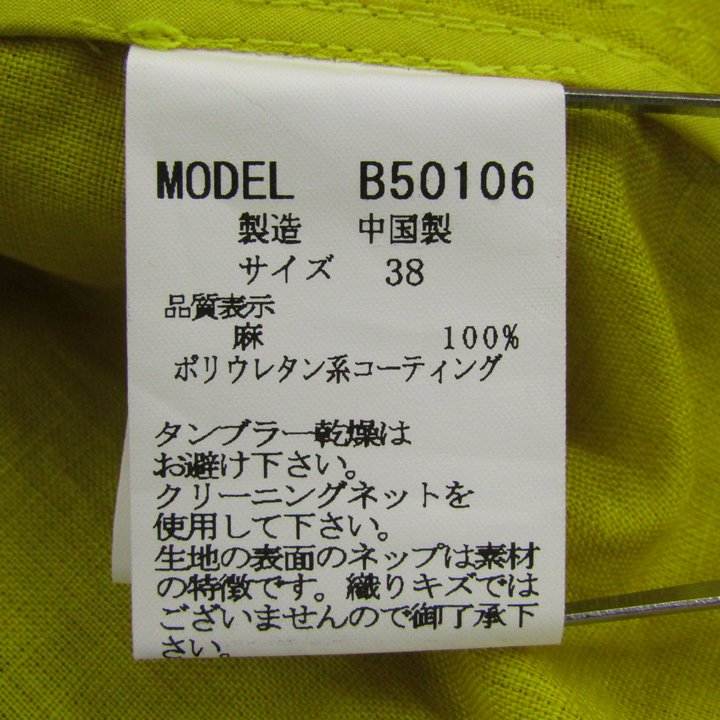 MODEL B50106
製造 中国製
サイズ 38
品質表示
麻 100%
ポリウレタン系コーティング
タンブラー乾燥は
お避け下さい。
クリーニングネットを
使用して下さい。
生地の表面のネップは素材
の特徴です。織りキズでは
ございませんので御了承下
さい。